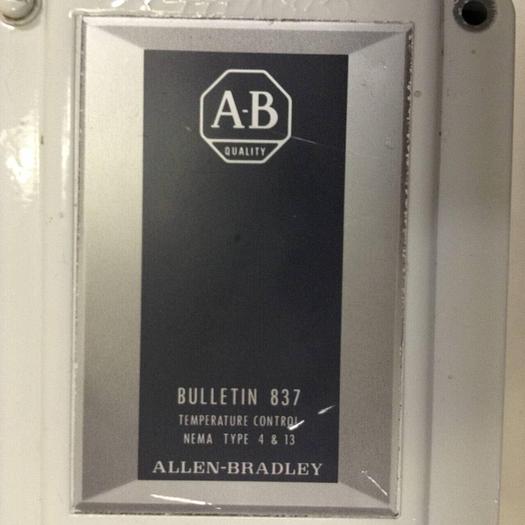 A-B
QUALITY
BULLETIN 837
TEMPERATURE CONTROL
NEMA TYPE 4 & 13
ALLEN-BRADLEY